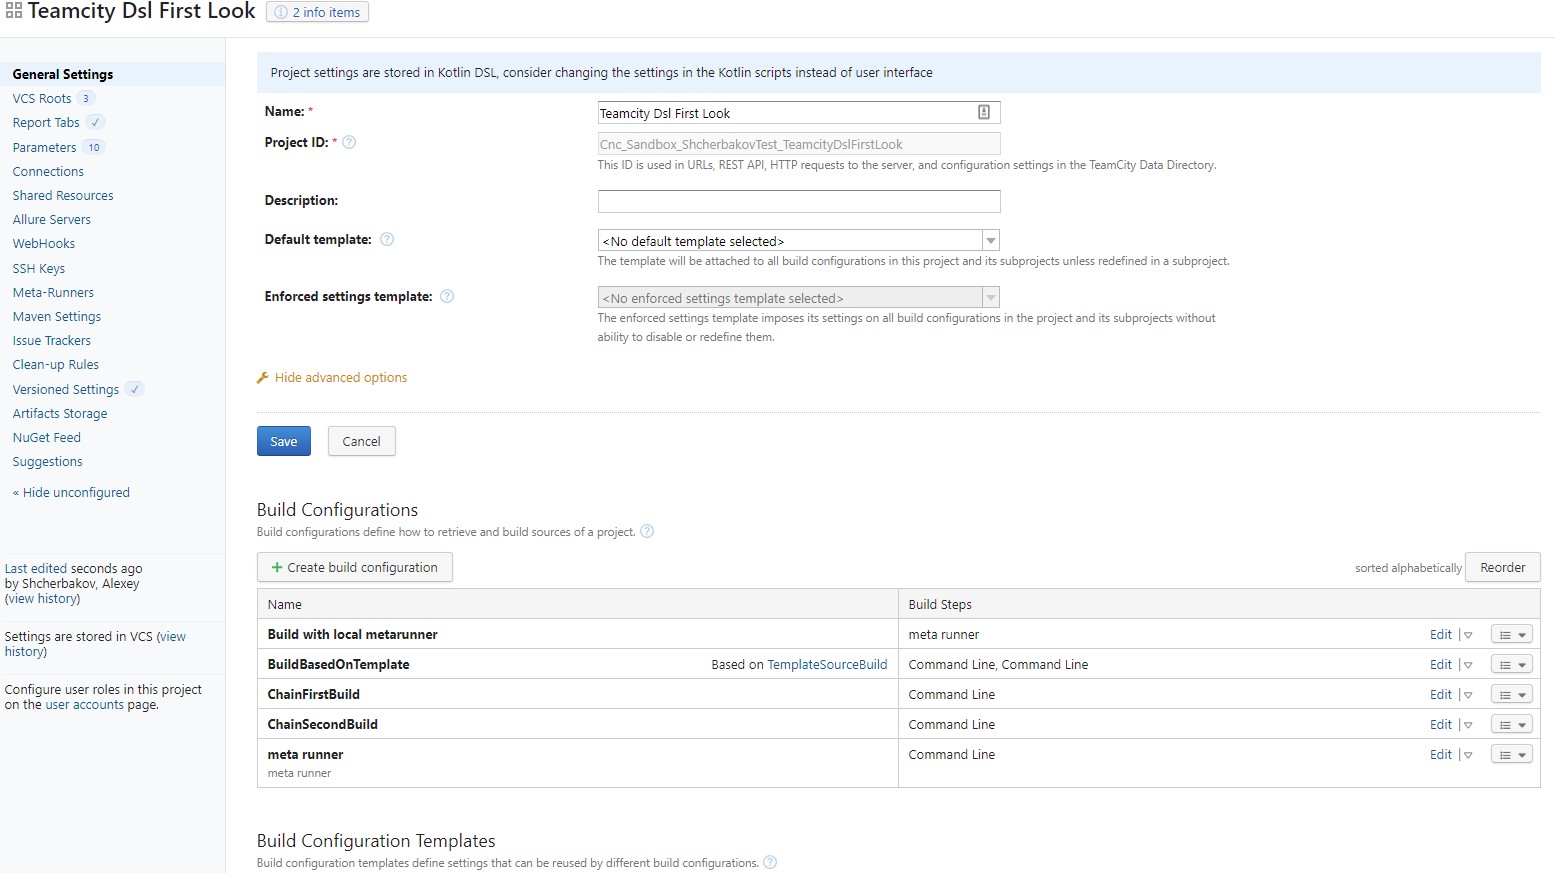 Teamcity Dsl First Look
2 info items
General Settings
VCS Roots 3
Report Tabs ✓
Parameters 10
Connections
Shared Resources
Allure Servers
WebHooks
SSH Keys
Meta-Runners
Maven Settings
Issue Trackers
Clean-up Rules
Versioned Settings ✓
Artifacts Storage
NuGet Feed
Suggestions
« Hide unconfigured
Last edited seconds ago
by Shcherbakov, Alexey
(view history)
Settings are stored in VCS (view
history)
Configure user roles in this project
on the user accounts page.
Project settings are stored in Kotlin DSL, consider changing the settings in the Kotlin scripts instead of user interface
Name: * Teamcity Dsl First Look
Project ID: * ? Cnc_Sandbox_ShcherbakovTest_TeamcityDslFirstLook
This ID is used in URLs, REST API, HTTP requests to the server, and configuration settings in the TeamCity Data Directory.
Description:
Default template: ? <No default template selected>
The template will be attached to all build configurations in this project and its subprojects unless redefined in a subproject.
Enforced settings template: ? <No enforced settings template selected>
The enforced settings template imposes its settings on all build configurations in the project and its subprojects without
ability to disable or redefine them.
Hide advanced options
Save Cancel
Build Configurations
Build configurations define how to retrieve and build sources of a project. ?
+ Create build configuration sorted alphabetically Reorder
Name Build Steps
Build with local metarunner meta runner Edit
BuildBasedOnTemplate Based on TemplateSourceBuild Command Line, Command Line Edit
ChainFirstBuild Command Line Edit
ChainSecondBuild Command Line Edit
meta runner Command Line Edit
meta runner
Build Configuration Templates
Build configuration templates define settings that can be reused by different build configurations. ?